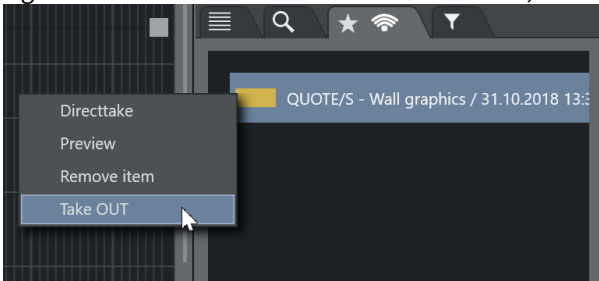 QUOTE/S - Wall graphics / 31.10.2018 13:3
Directtake
Preview
Remove item
Take OUT